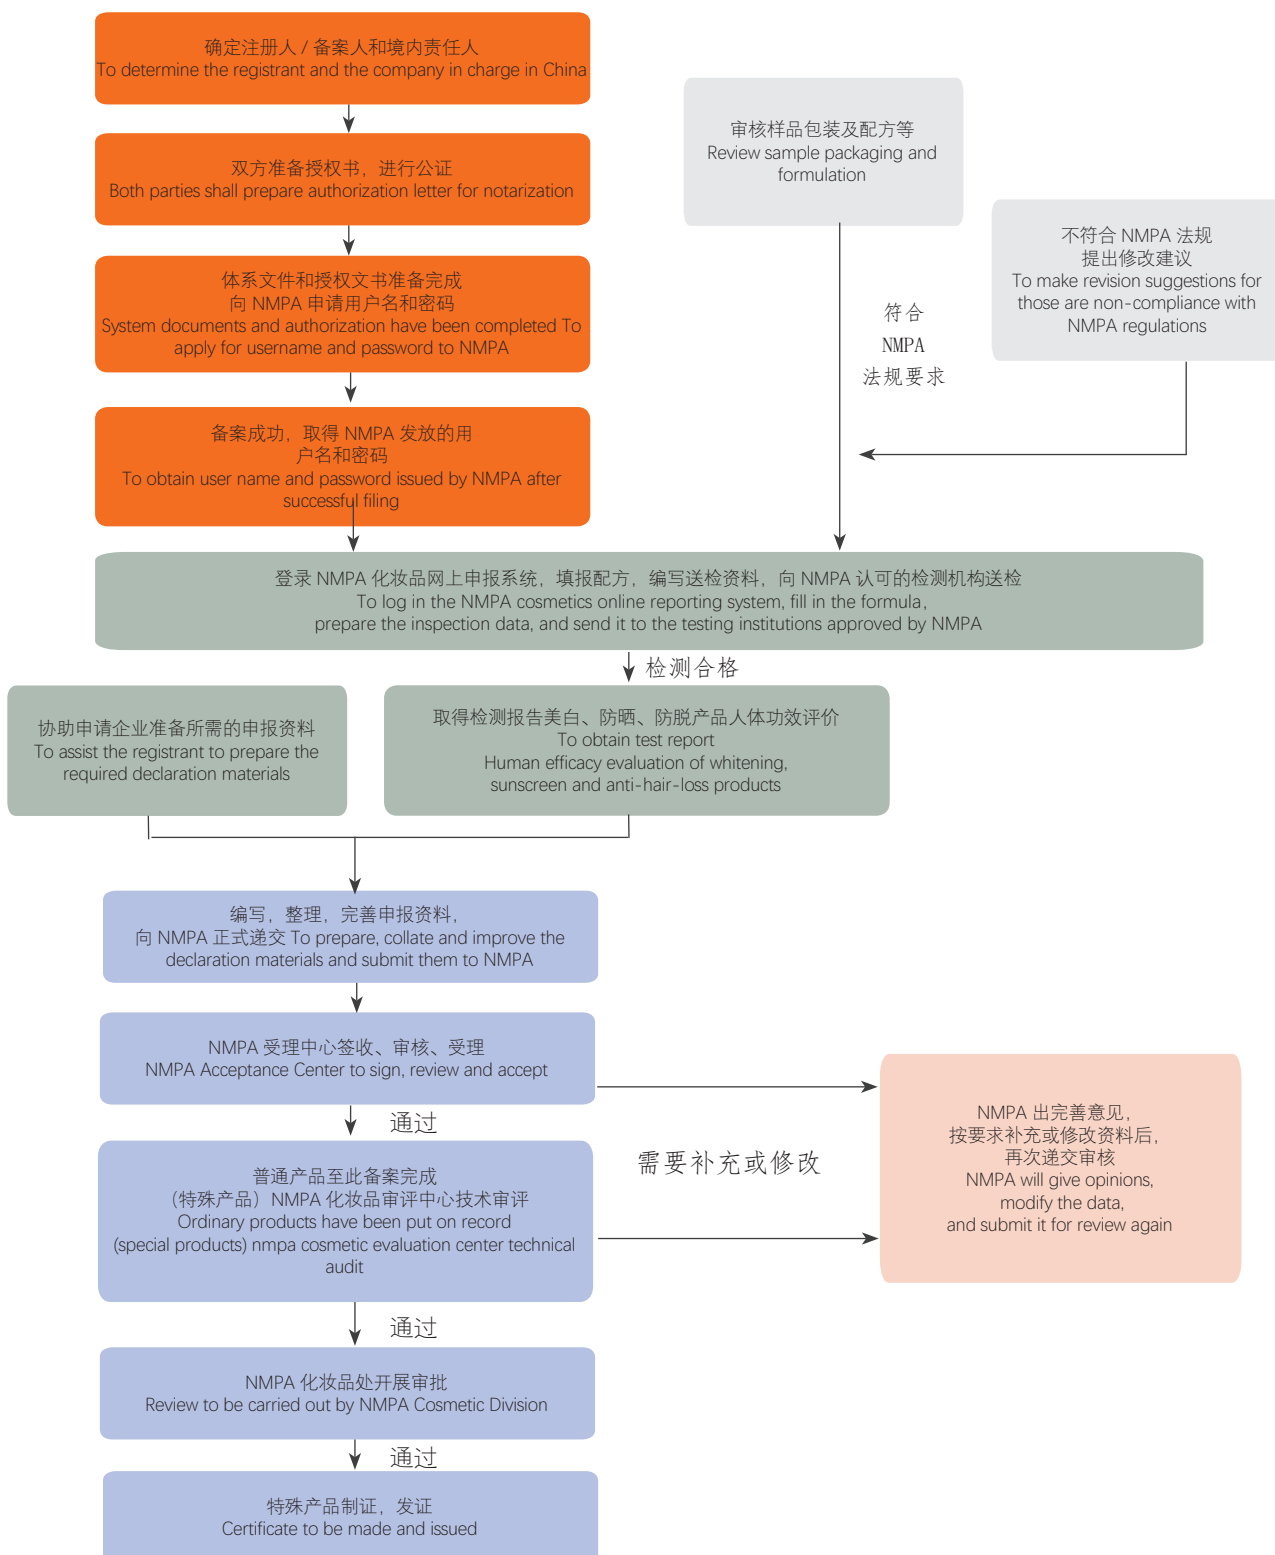 确定注册人 / 备案人和境内责任人
To determine the registrant and the company in charge in China
双方准备授权书，进行公证
Both parties shall prepare authorization letter for notarization
体系文件和授权文书准备完成
向 NMPA 申请用户名和密码
System documents and authorization have been completed To
apply for username and password to NMPA
备案成功，取得 NMPA 发放的用
户名和密码
To obtain user name and password issued by NMPA after
successful filing
审核样品包装及配方等
Review sample packaging and
formulation
不符合 NMPA 法规
提出修改建议
To make revision suggestions for
those are non-compliance with
NMPA regulations
符合
NMPA
法规要求
登录 NMPA 化妆品网上申报系统，填报配方，编写送检资料，向 NMPA 认可的检测机构送检
To log in the NMPA cosmetics online reporting system, fill in the formula,
prepare the inspection data, and send it to the testing institutions approved by NMPA
检测合格
协助申请企业准备所需的申报资料
To assist the registrant to prepare the
required declaration materials
取得检测报告美白、防晒、防脱产品人体功效评价
To obtain test report
Human efficacy evaluation of whitening,
sunscreen and anti-hair-loss products
编写，整理，完善申报资料，
向 NMPA 正式递交 To prepare, collate and improve the
declaration materials and submit them to NMPA
NMPA 受理中心签收、审核、受理
NMPA Acceptance Center to sign, review and accept
通过
需要补充或修改
NMPA 出完善意见，
按要求补充或修改资料后，
再次递交审核
NMPA will give opinions,
modify the data,
and submit it for review again
普通产品至此备案完成
（特殊产品）NMPA 化妆品审评中心技术审评
Ordinary products have been put on record
(special products) nmpa cosmetic evaluation center technical
audit
通过
NMPA 化妆品处开展审批
Review to be carried out by NMPA Cosmetic Division
通过
特殊产品制证，发证
Certificate to be made and issued